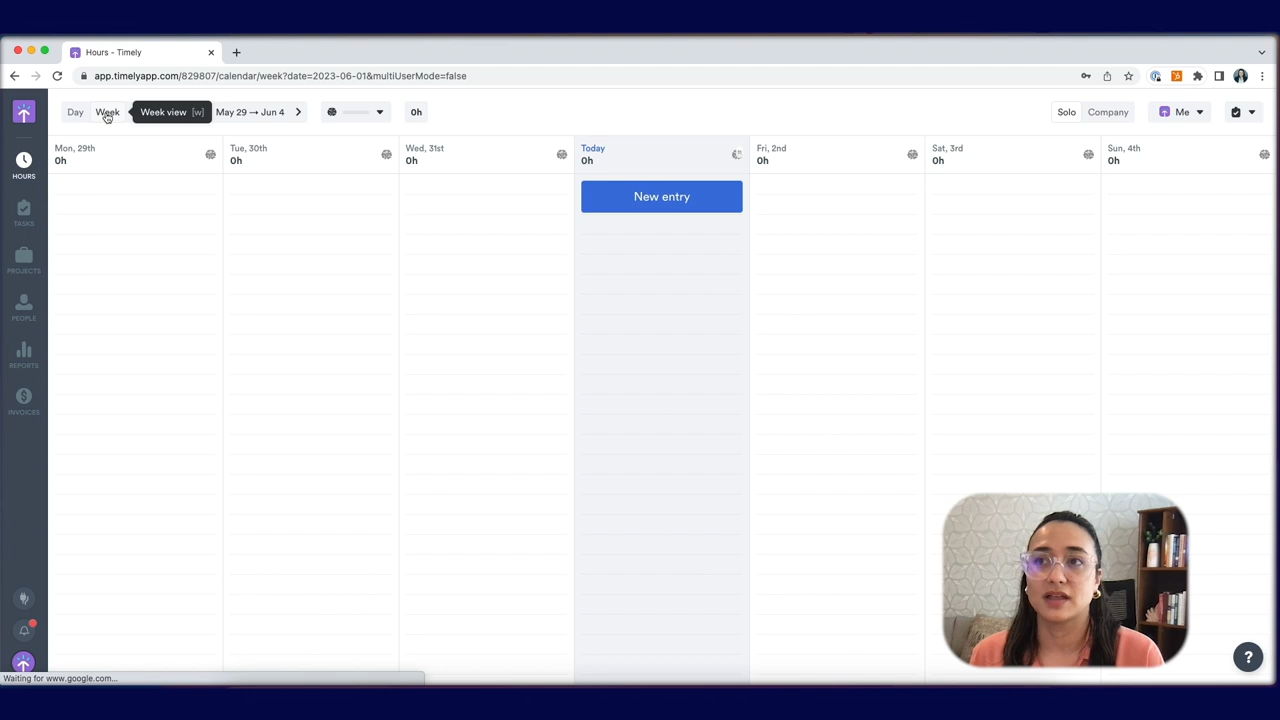 Hours - Timely
app.timelyapp.com/829807/calendar/week?date=2023-06-01&multiUserMode=false
Day Week Week view [w] May 29 → Jun 4 0h Solo Company Me
Mon, 29th Tue, 30th Wed, 31st Today Fri, 2nd Sat, 3rd Sun, 4th
0h 0h 0h 0h 0h 0h 0h
New entry
HOURS
TASKS
PROJECTS
PEOPLE
REPORTS
INVOICES
?
Waiting for www.google.com...